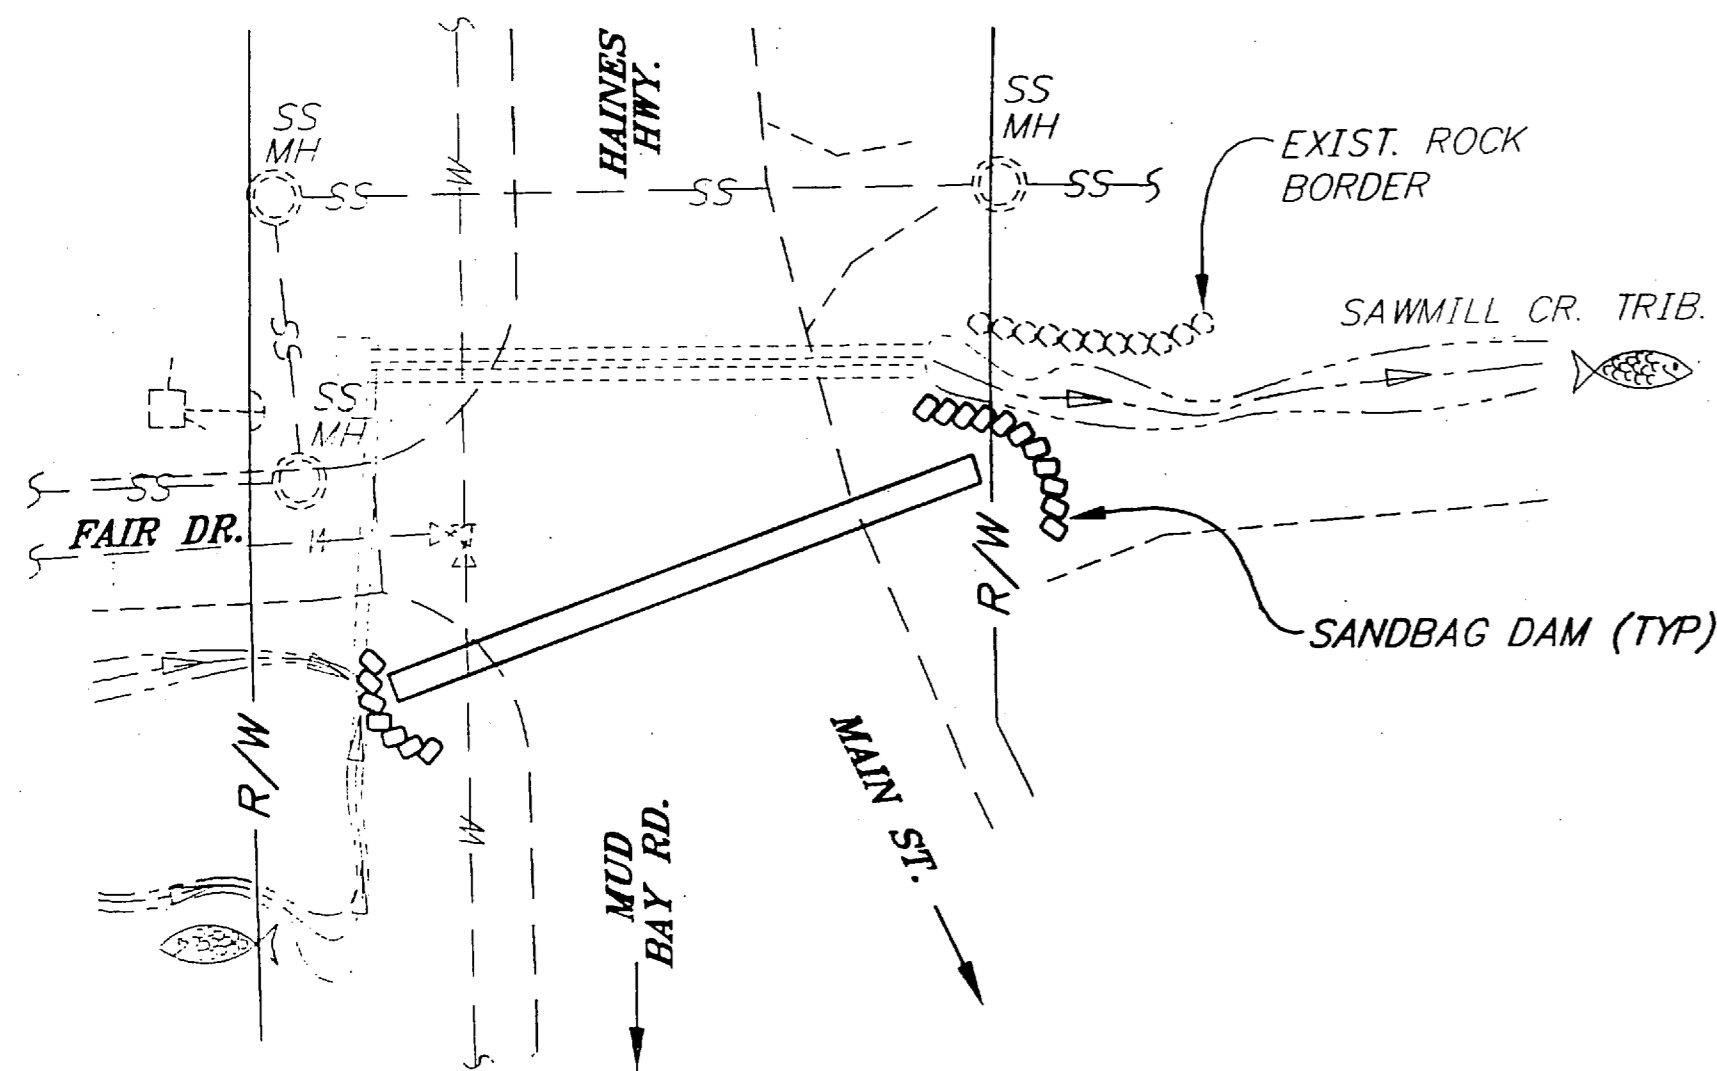 HAINES
HWY.
SS
MH
SS
MH
EXIST. ROCK
BORDER
W
SS
SS
SS
SS
SAWMILL CR. TRIB.
SS
MH
SS
FAIR DR.
W
R/W
SANDBAG DAM (TYP)
R/W
MAIN ST.
W
MUD
BAY RD.